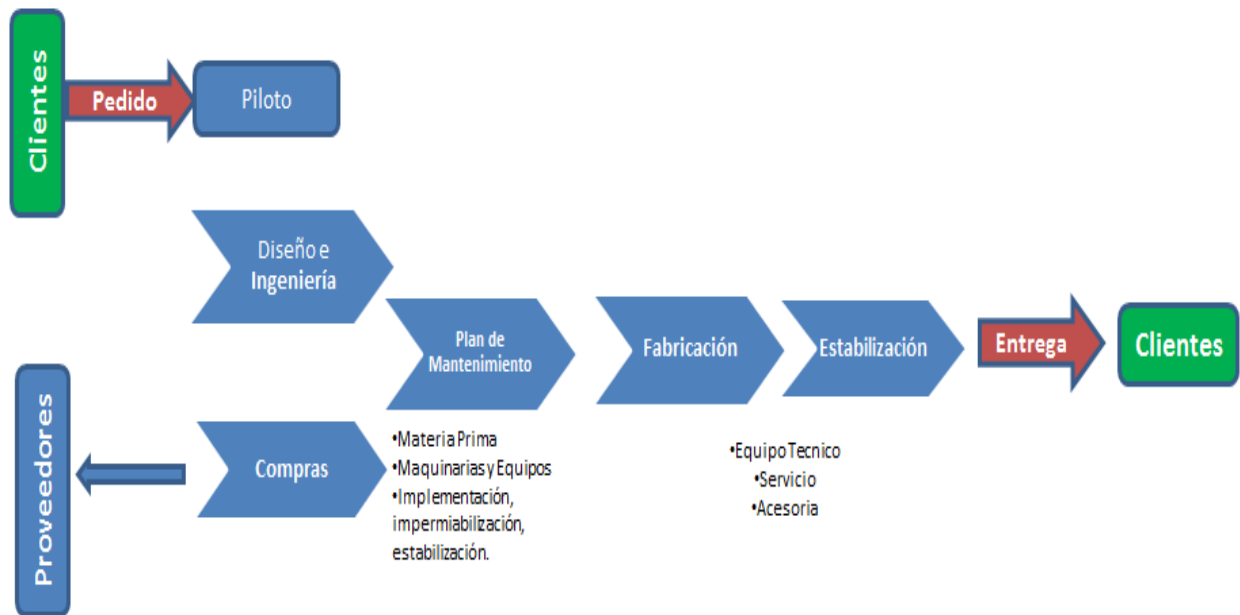 Clientes
Pedido
Piloto
Diseño e
Ingeniería
Plan de
Mantenimiento
Fabricación
Estabilización
Entrega
Clientes
Proveedores
Compras
•Materia Prima
•Maquinarias y Equipos
•Implementación,
impermiabilización,
estabilización.
•Equipo Tecnico
•Servicio
•Acesoria